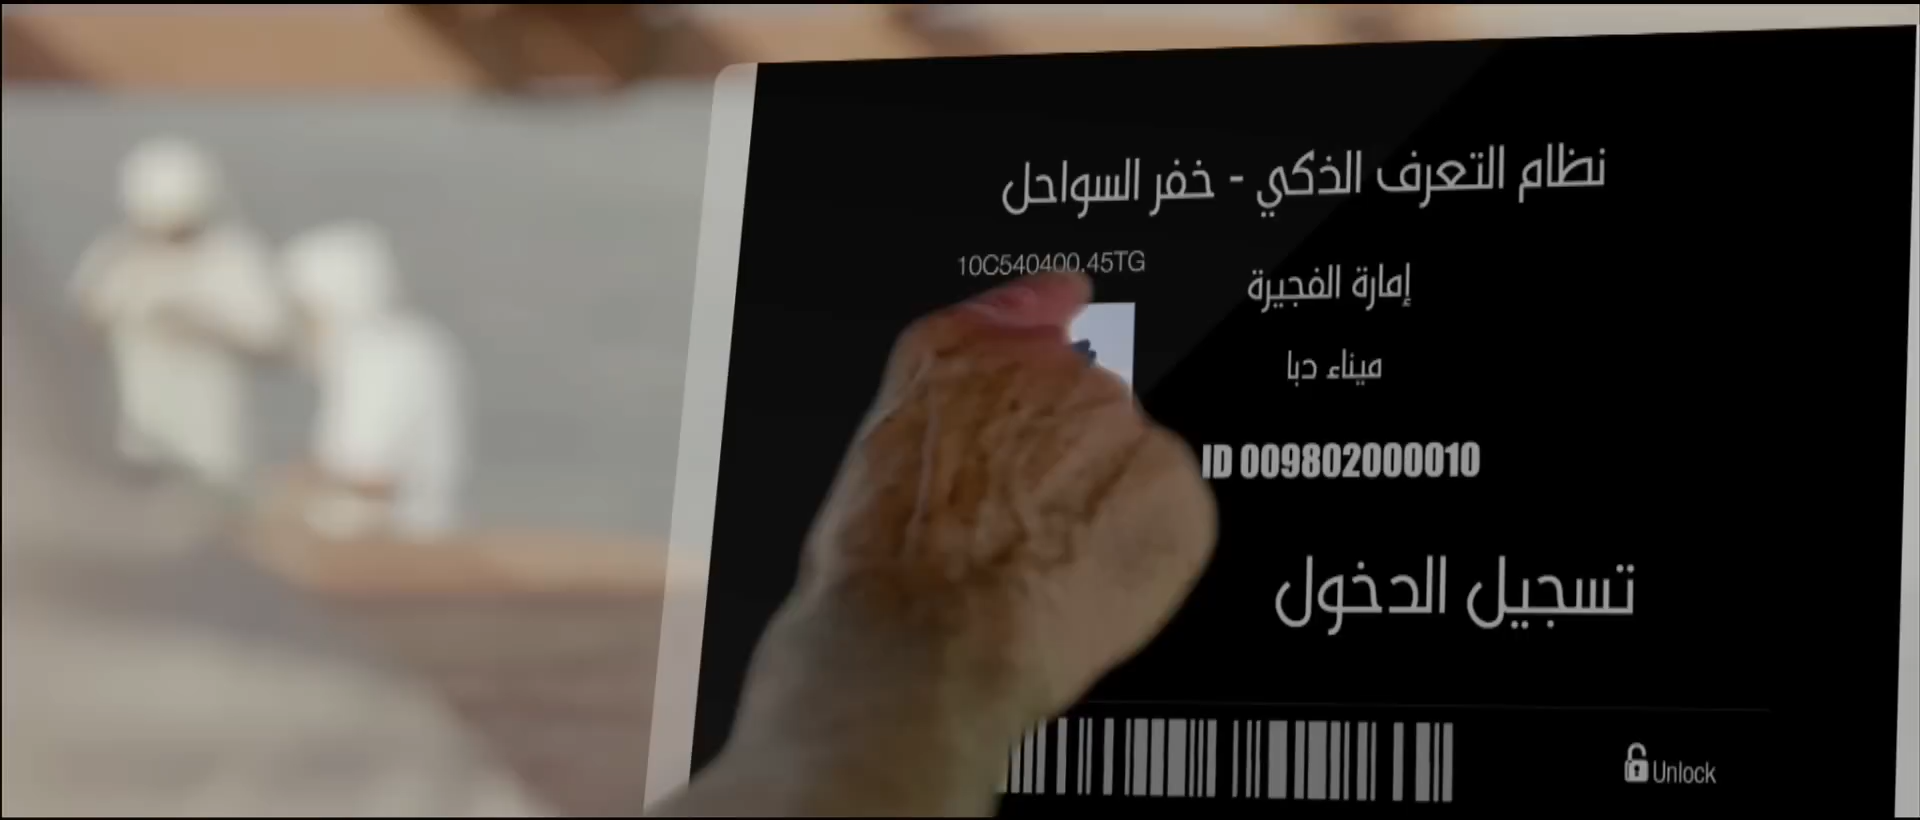 نظام التعرف الذكي - خفر السواحل
10C540400.45TG
إمارة الفجيرة
ميناء دبا
ID 009802000010
تسجيل الدخول
Unlock